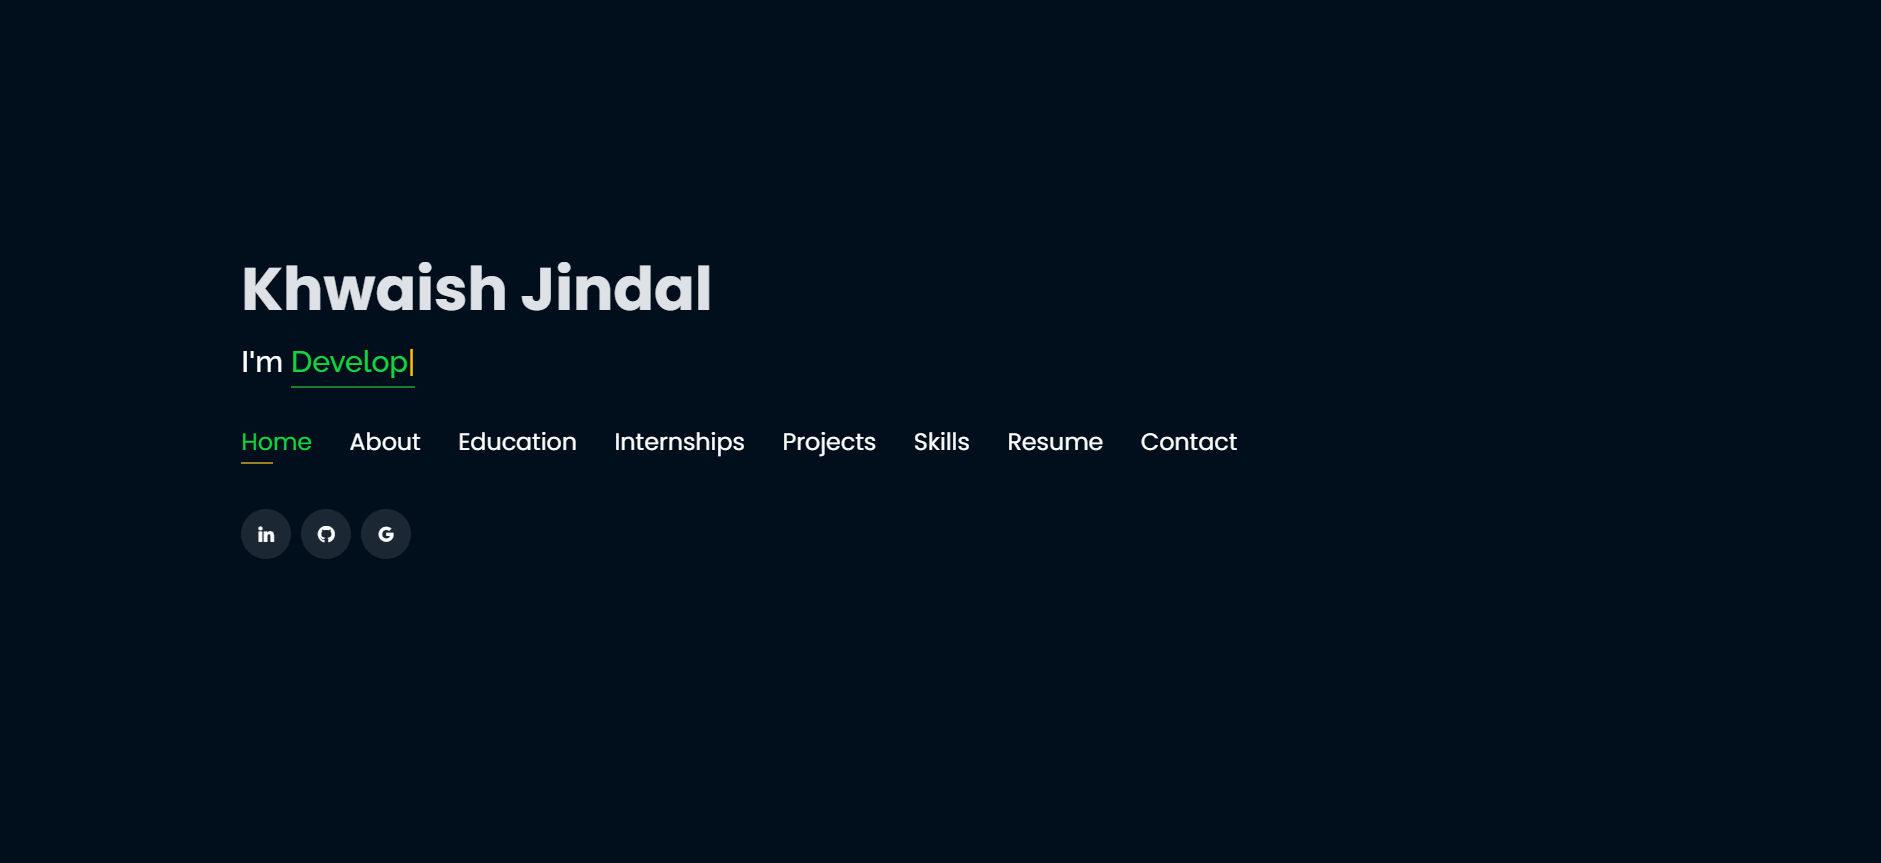 Khwaish Jindal
I'm Develop|
Home About Education Internships Projects Skills Resume Contact
in G